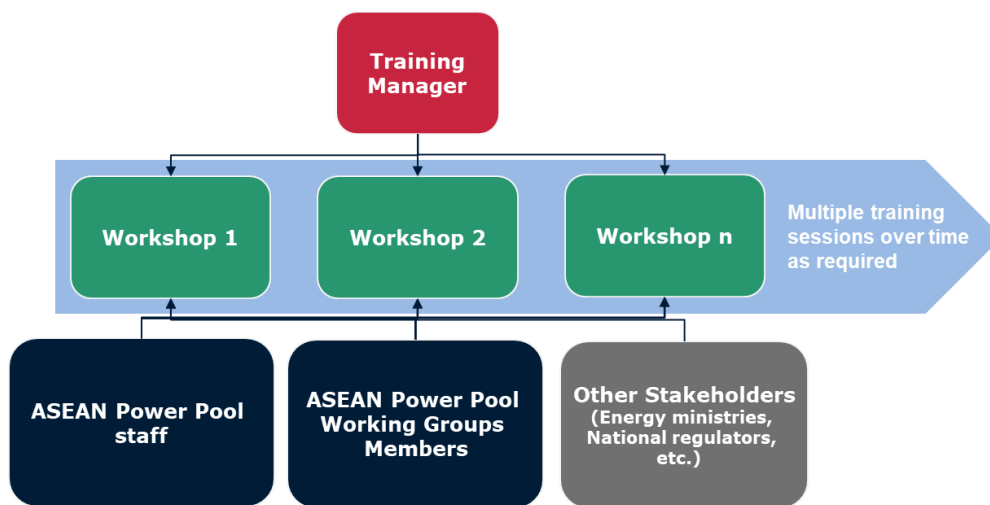 Training
Manager
Workshop 1
Workshop 2
Workshop n
Multiple training
sessions over time
as required
ASEAN Power Pool
staff
ASEAN Power Pool
Working Groups
Members
Other Stakeholders
(Energy ministries,
National regulators,
etc.)